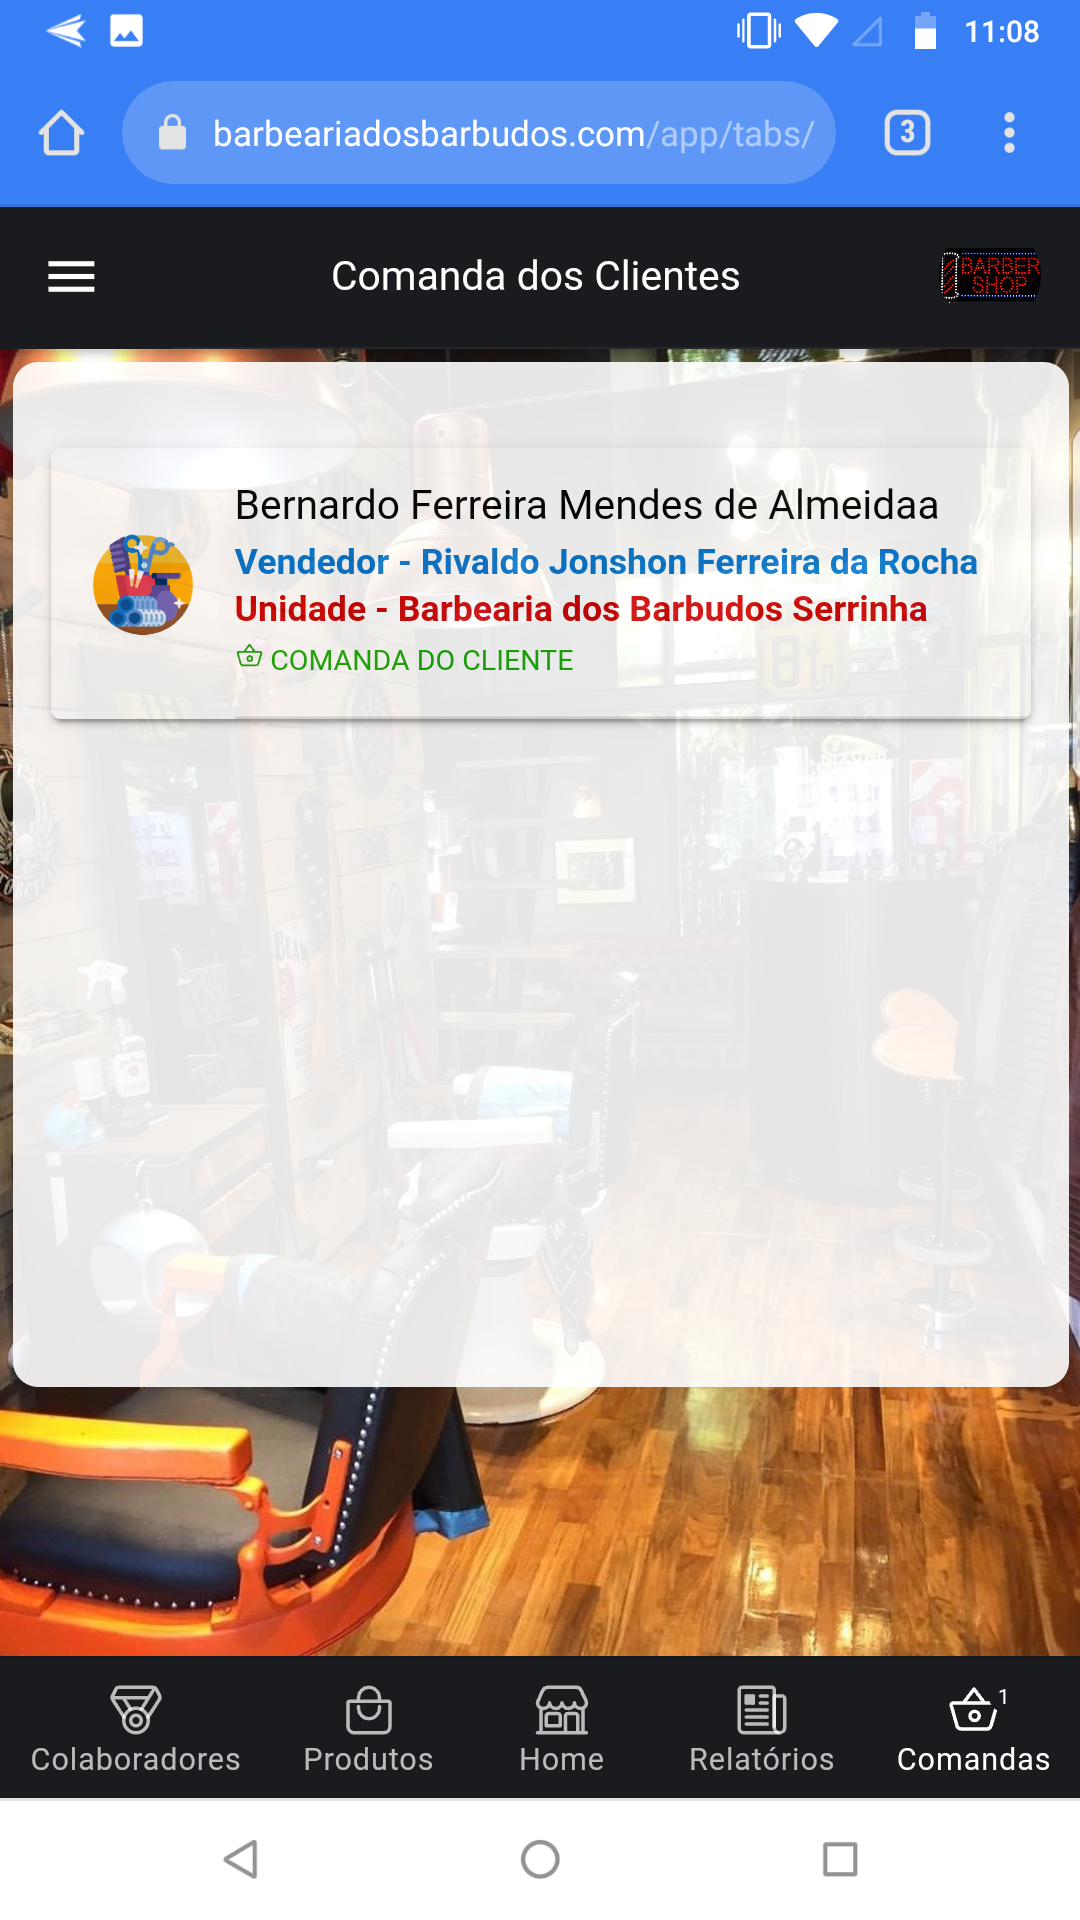 11:08
barbeariadosbarbudos.com/app/tabs/
3
Comanda dos Clientes
BARBER
SHOP
Bernardo Ferreira Mendes de Almeidaa
Vendedor - Rivaldo Jonshon Ferreira da Rocha
Unidade - Barbearia dos Barbudos Serrinha
COMANDA DO CLIENTE
1
Colaboradores
Produtos
Home
Relatórios
Comandas